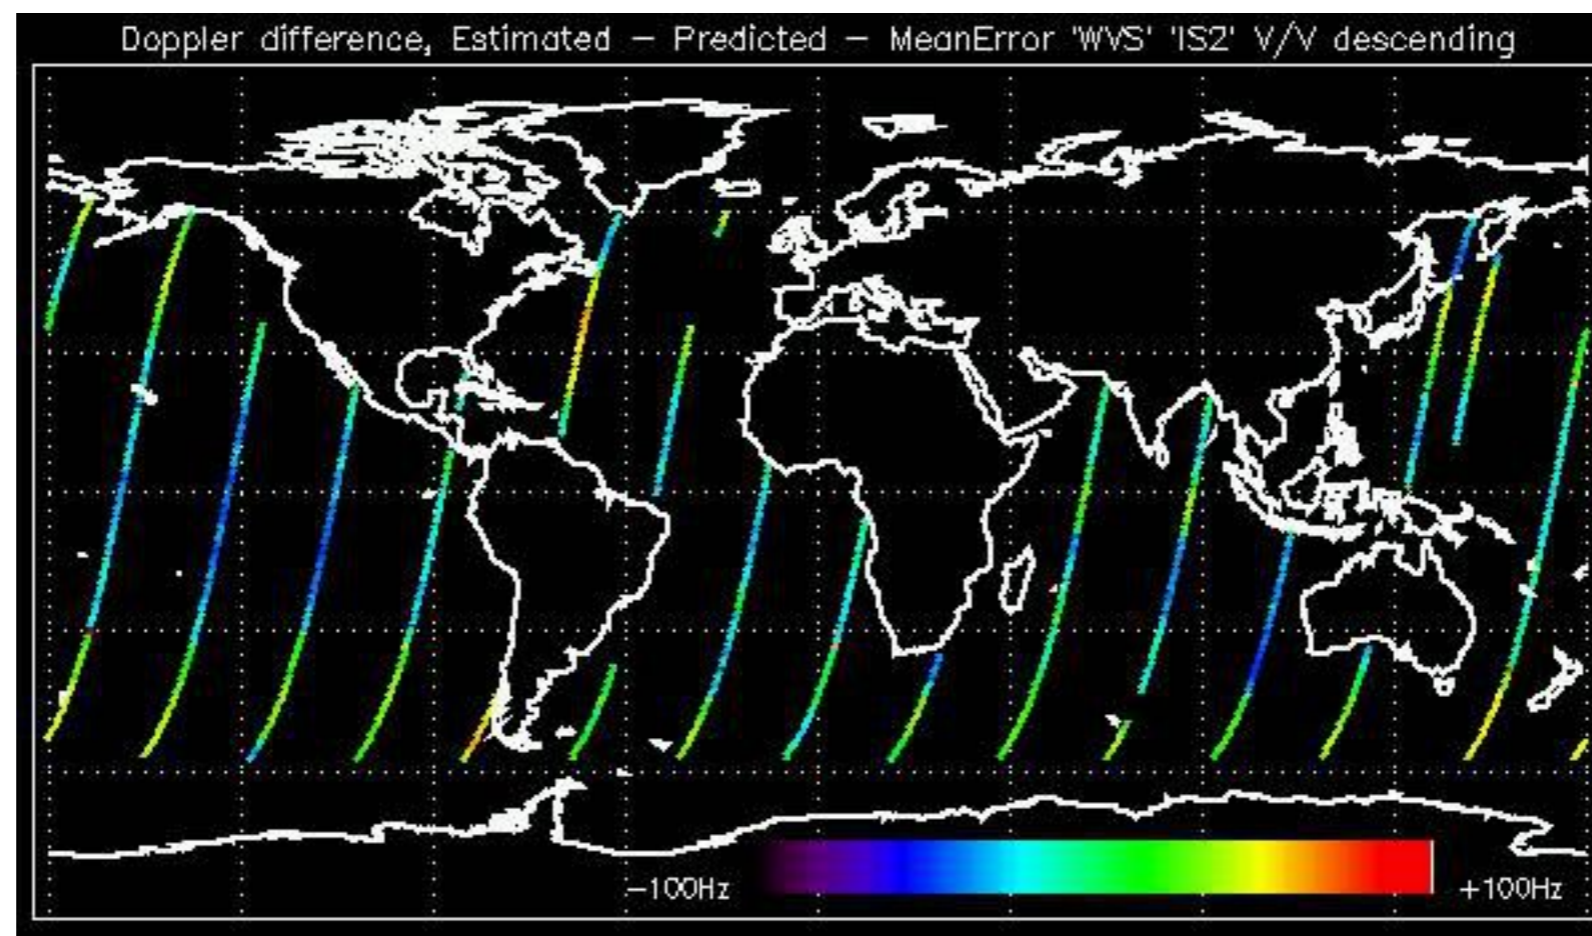 Doppler difference, Estimated – Predicted – MeanError 'WVS' 'IS2' V/V descending
–100Hz
+100Hz